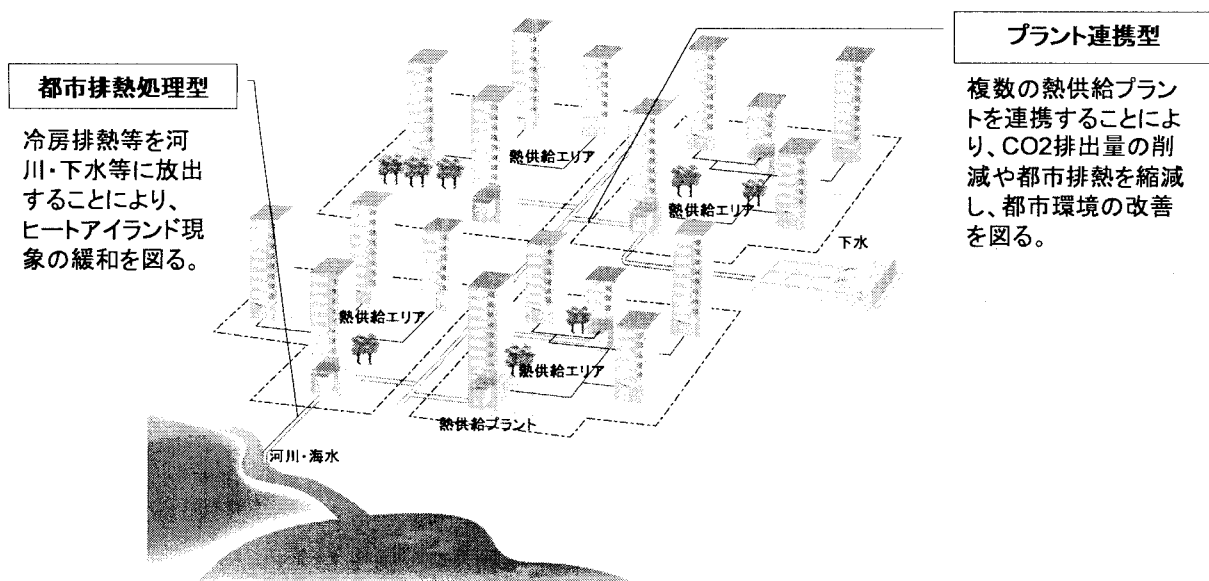 都市排熱処理型
冷房排熱等を河
川・下水等に放出
することにより、
ヒートアイランド現
象の緩和を図る。
プラント連携型
複数の熱供給プラン
トを連携することによ
り、CO2排出量の削
減や都市排熱を縮減
し、都市環境の改善
を図る。
熱供給エリア
熱供給エリア
下水
熱供給エリア
熱供給エリア
熱供給プラント
河川・海水